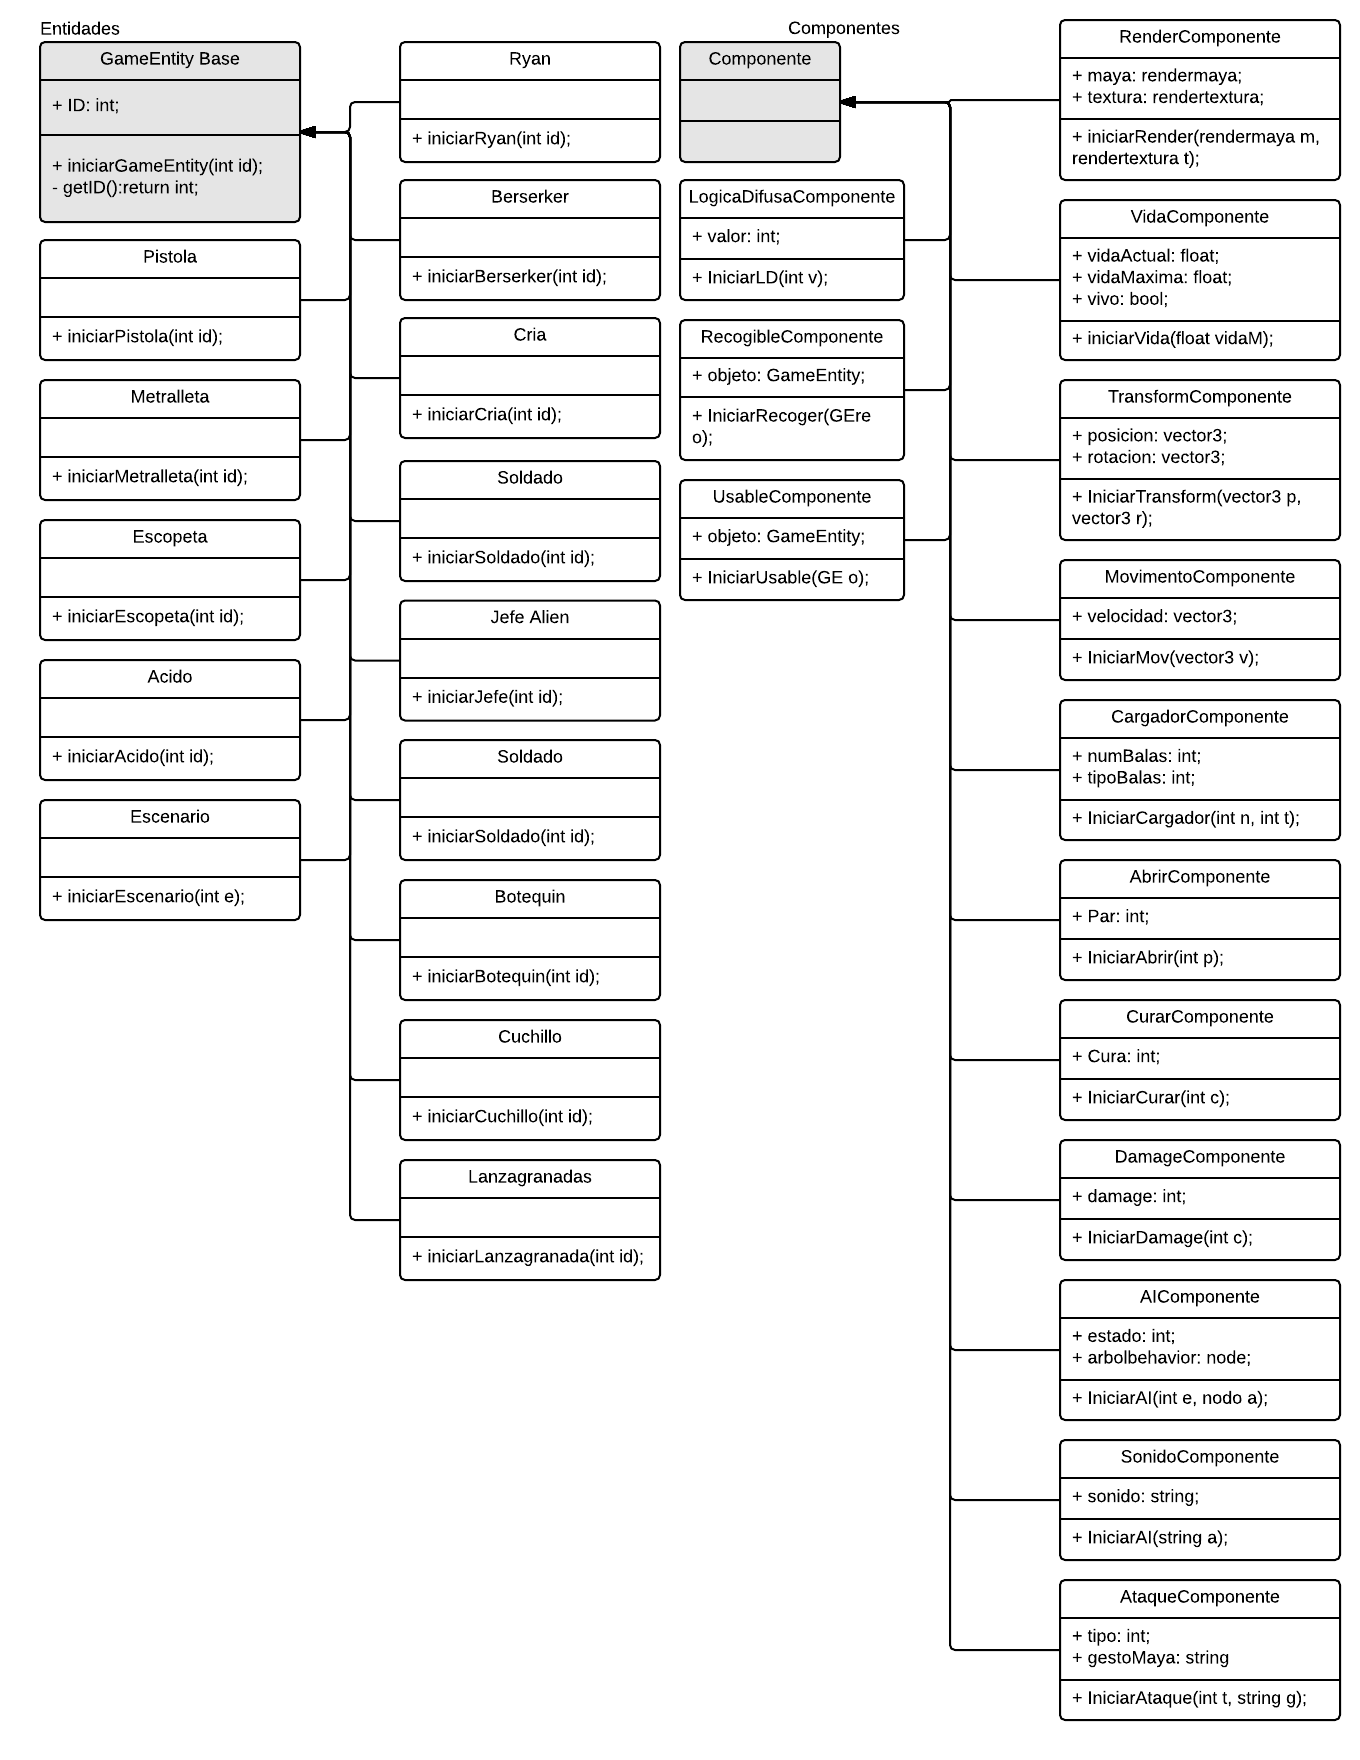 Entidades
GameEntity Base
+ ID: int;
+ iniciarGameEntity(int id);
- getID():return int;
Pistola
+ iniciarPistola(int id);
Metralleta
+ iniciarMetralleta(int id);
Escopeta
+ iniciarEscopeta(int id);
Acido
+ iniciarAcido(int id);
Escenario
+ iniciarEscenario(int e);
Ryan
+ iniciarRyan(int id);
Berserker
+ iniciarBerserker(int id);
Cria
+ iniciarCria(int id);
Soldado
+ iniciarSoldado(int id);
Jefe Alien
+ iniciarJefe(int id);
Soldado
+ iniciarSoldado(int id);
Botequin
+ iniciarBotequin(int id);
Cuchillo
+ iniciarCuchillo(int id);
Lanzagranadas
+ iniciarLanzagranada(int id);
Componentes
Componente
LogicaDifusaComponente
+ valor: int;
+ IniciarLD(int v);
RecogibleComponente
+ objeto: GameEntity;
+ IniciarRecoger(GEre
o);
UsableComponente
+ objeto: GameEntity;
+ IniciarUsable(GE o);
RenderComponente
+ maya: rendermaya;
+ textura: rendertextura;
+ iniciarRender(rendermaya m,
rendertextura t);
VidaComponente
+ vidaActual: float;
+ vidaMaxima: float;
+ vivo: bool;
+ iniciarVida(float vidaM);
TransformComponente
+ posicion: vector3;
+ rotacion: vector3;
+ IniciarTransform(vector3 p,
vector3 r);
MovimentoComponente
+ velocidad: vector3;
+ IniciarMov(vector3 v);
CargadorComponente
+ numBalas: int;
+ tipoBalas: int;
+ IniciarCargador(int n, int t);
AbrirComponente
+ Par: int;
+ IniciarAbrir(int p);
CurarComponente
+ Cura: int;
+ IniciarCurar(int c);
DamageComponente
+ damage: int;
+ IniciarDamage(int c);
AIComponente
+ estado: int;
+ arbolbehavior: node;
+ IniciarAI(int e, nodo a);
SonidoComponente
+ sonido: string;
+ IniciarAI(string a);
AtaqueComponente
+ tipo: int;
+ gestoMaya: string
+ IniciarAtaque(int t, string g);